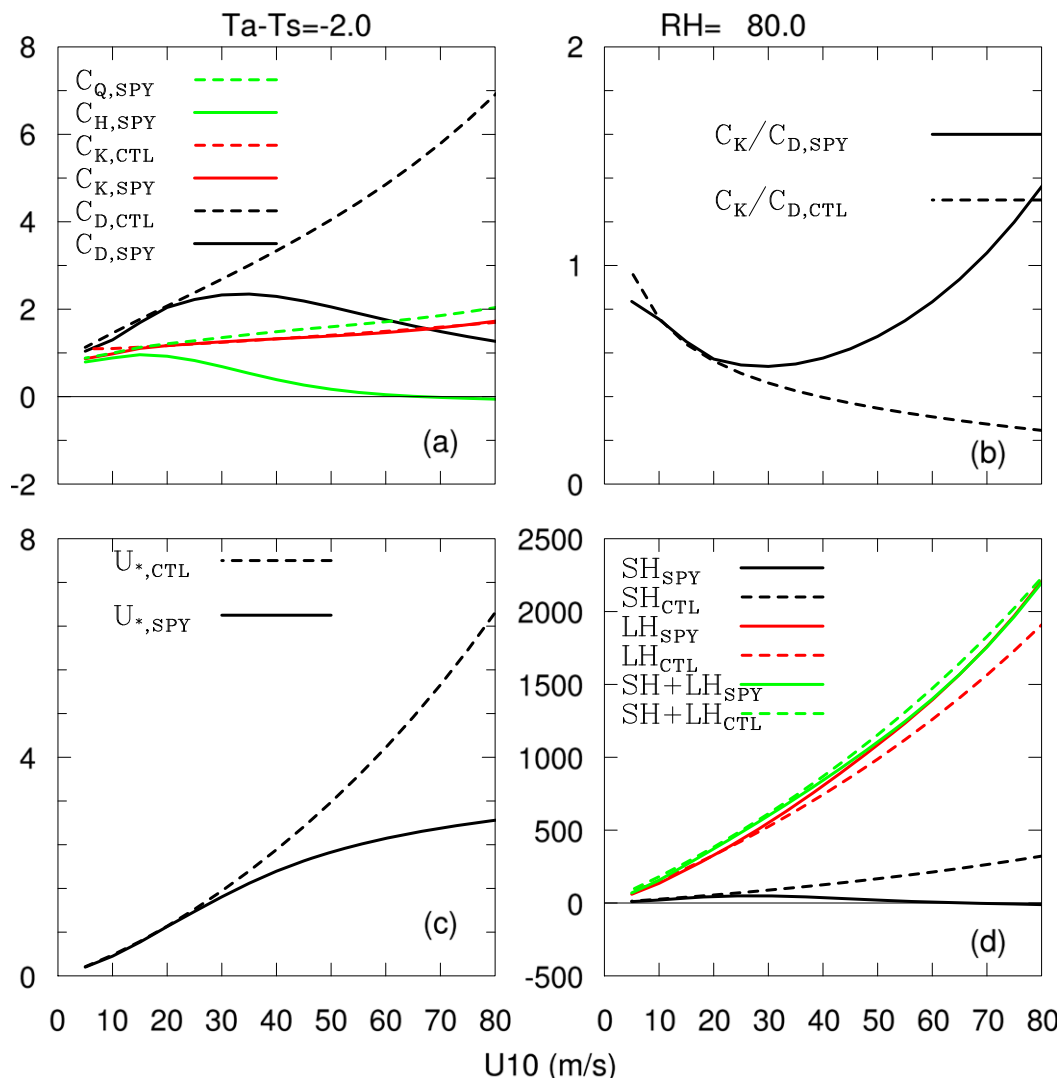 Ta-Ts=-2.0
RH= 80.0
8
6
4
2
0
-2
C_Q,SPY
C_H,SPY
C_K,CTL
C_K,SPY
C_D,CTL
C_D,SPY
(a)
2
1
0
C_K/C_D,SPY
C_K/C_D,CTL
(b)
8
4
0
U_*,CTL
U_*,SPY
(c)
0 10 20 30 40 50 60 70 80
2500
2000
1500
1000
500
0
-500
SH_SPY
SH_CTL
LH_SPY
LH_CTL
SH+LH_SPY
SH+LH_CTL
(d)
0 10 20 30 40 50 60 70 80
U10 (m/s)